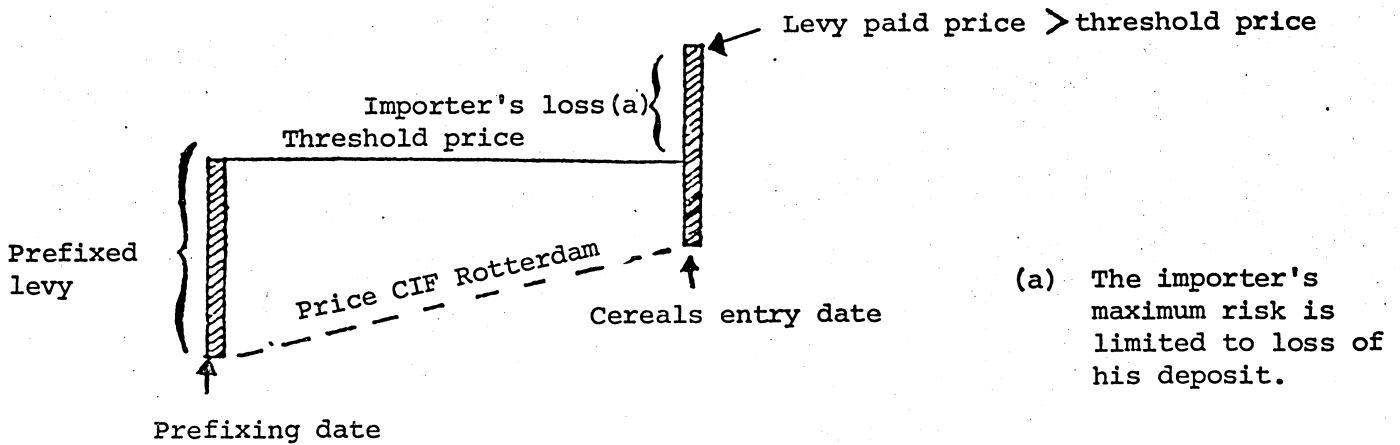 Levy paid price > threshold price
Importer's loss(a)
Threshold price
Prefixed
levy
Price CIF Rotterdam
Cereals entry date
Prefixing date
(a) The importer's
maximum risk is
limited to loss of
his deposit.